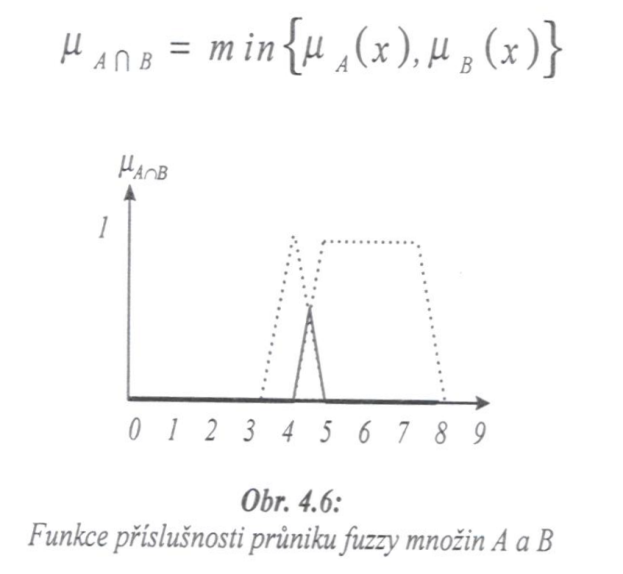 μ A∩B = min{μ A(x), μ B(x)}
μA∩B
1
0 1 2 3 4 5 6 7 8 9
Obr. 4.6:
Funkce příslušnosti průniku fuzzy množin A a B